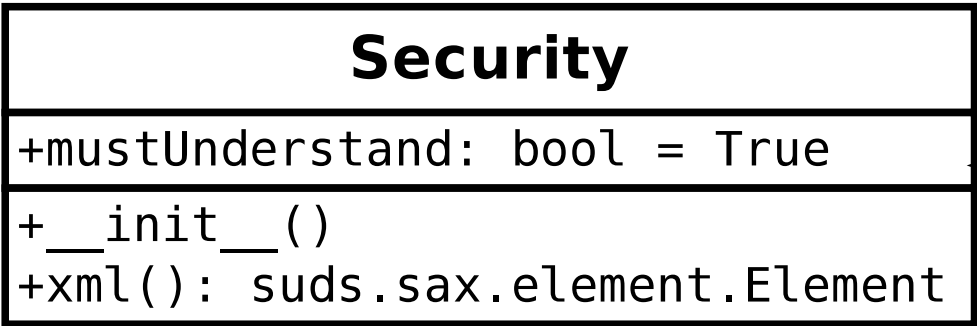 Security
+mustUnderstand: bool = True
+__init__()
+xml(): suds.sax.element.Element